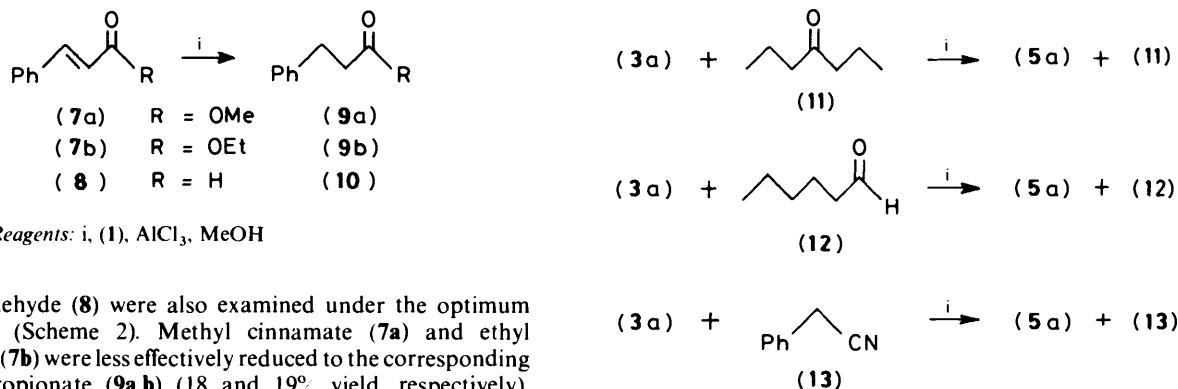 O i O
Ph R Ph R
(7a) R = OMe (9a)
(7b) R = OEt (9b)
(8) R = H (10)
Reagents: i, (1), AlCl₃, MeOH
ehyde (8) were also examined under the optimum
(Scheme 2). Methyl cinnamate (7a) and ethyl
(7b) were less effectively reduced to the corresponding
opionate (9a,b) (18 and 19% yield, respectively).
O
(3a) + i (5a) + (11)
(11)
O
(3a) + H i (5a) + (12)
(12)
(3a) + Ph CN i (5a) + (13)
(13)